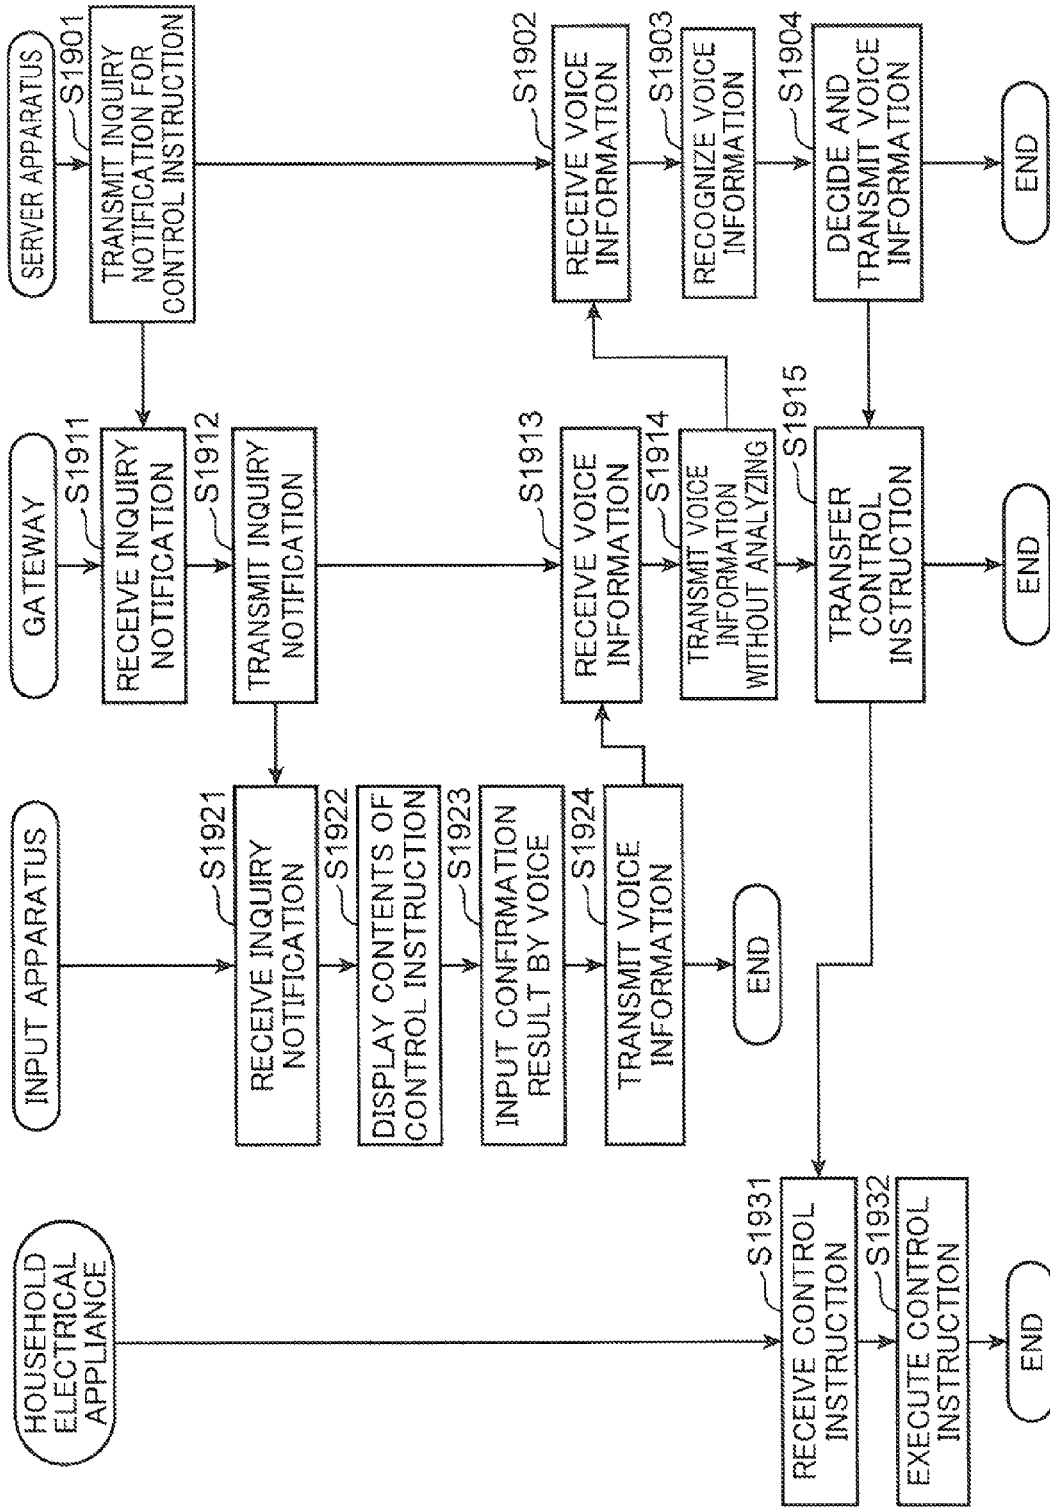 HOUSEHOLD
ELECTRICAL
APPLIANCE
S1931
RECEIVE CONTROL
INSTRUCTION
S1932
EXECUTE CONTROL
INSTRUCTION
END
INPUT APPARATUS
S1921
RECEIVE INQUIRY
NOTIFICATION
S1922
DISPLAY CONTENTS OF
CONTROL INSTRUCTION
S1923
INPUT CONFIRMATION
RESULT BY VOICE
S1924
TRANSMIT VOICE
INFORMATION
END
GATEWAY
S1911
RECEIVE INQUIRY
NOTIFICATION
S1912
TRANSMIT INQUIRY
NOTIFICATION
S1913
RECEIVE VOICE
INFORMATION
S1914
TRANSMIT VOICE
INFORMATION
WITHOUT ANALYZING
S1915
TRANSFER
CONTROL
INSTRUCTION
END
SERVER APPARATUS
S1901
TRANSMIT INQUIRY
NOTIFICATION FOR
CONTROL INSTRUCTION
S1902
RECEIVE VOICE
INFORMATION
S1903
RECOGNIZE VOICE
INFORMATION
S1904
DECIDE AND
TRANSMIT VOICE
INFORMATION
END